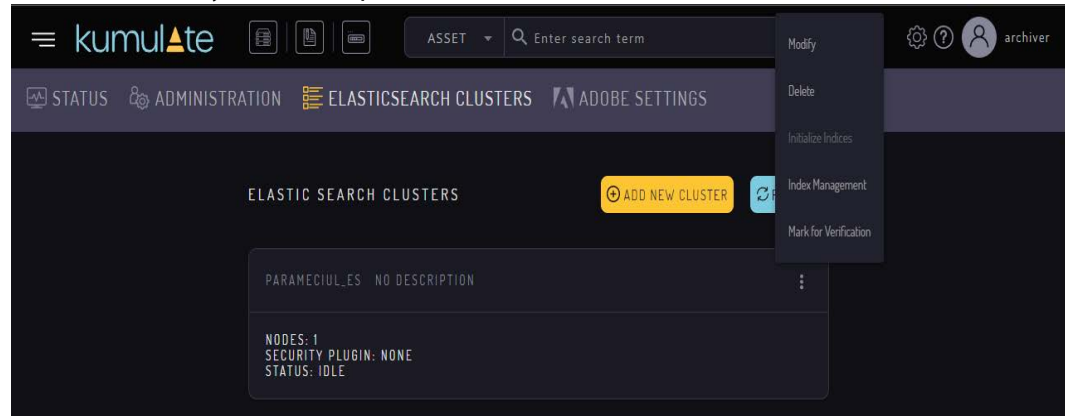 kumulate
ASSET
Enter search term
archiver
STATUS
ADMINISTRATION
ELASTICSEARCH CLUSTERS
ADOBE SETTINGS
Modify
Delete
Initialize Indices
Index Management
Mark for Verification
ELASTIC SEARCH CLUSTERS
ADD NEW CLUSTER
PARAMECIUL_ES NO DESCRIPTION
NODES: 1
SECURITY PLUGIN: NONE
STATUS: IDLE